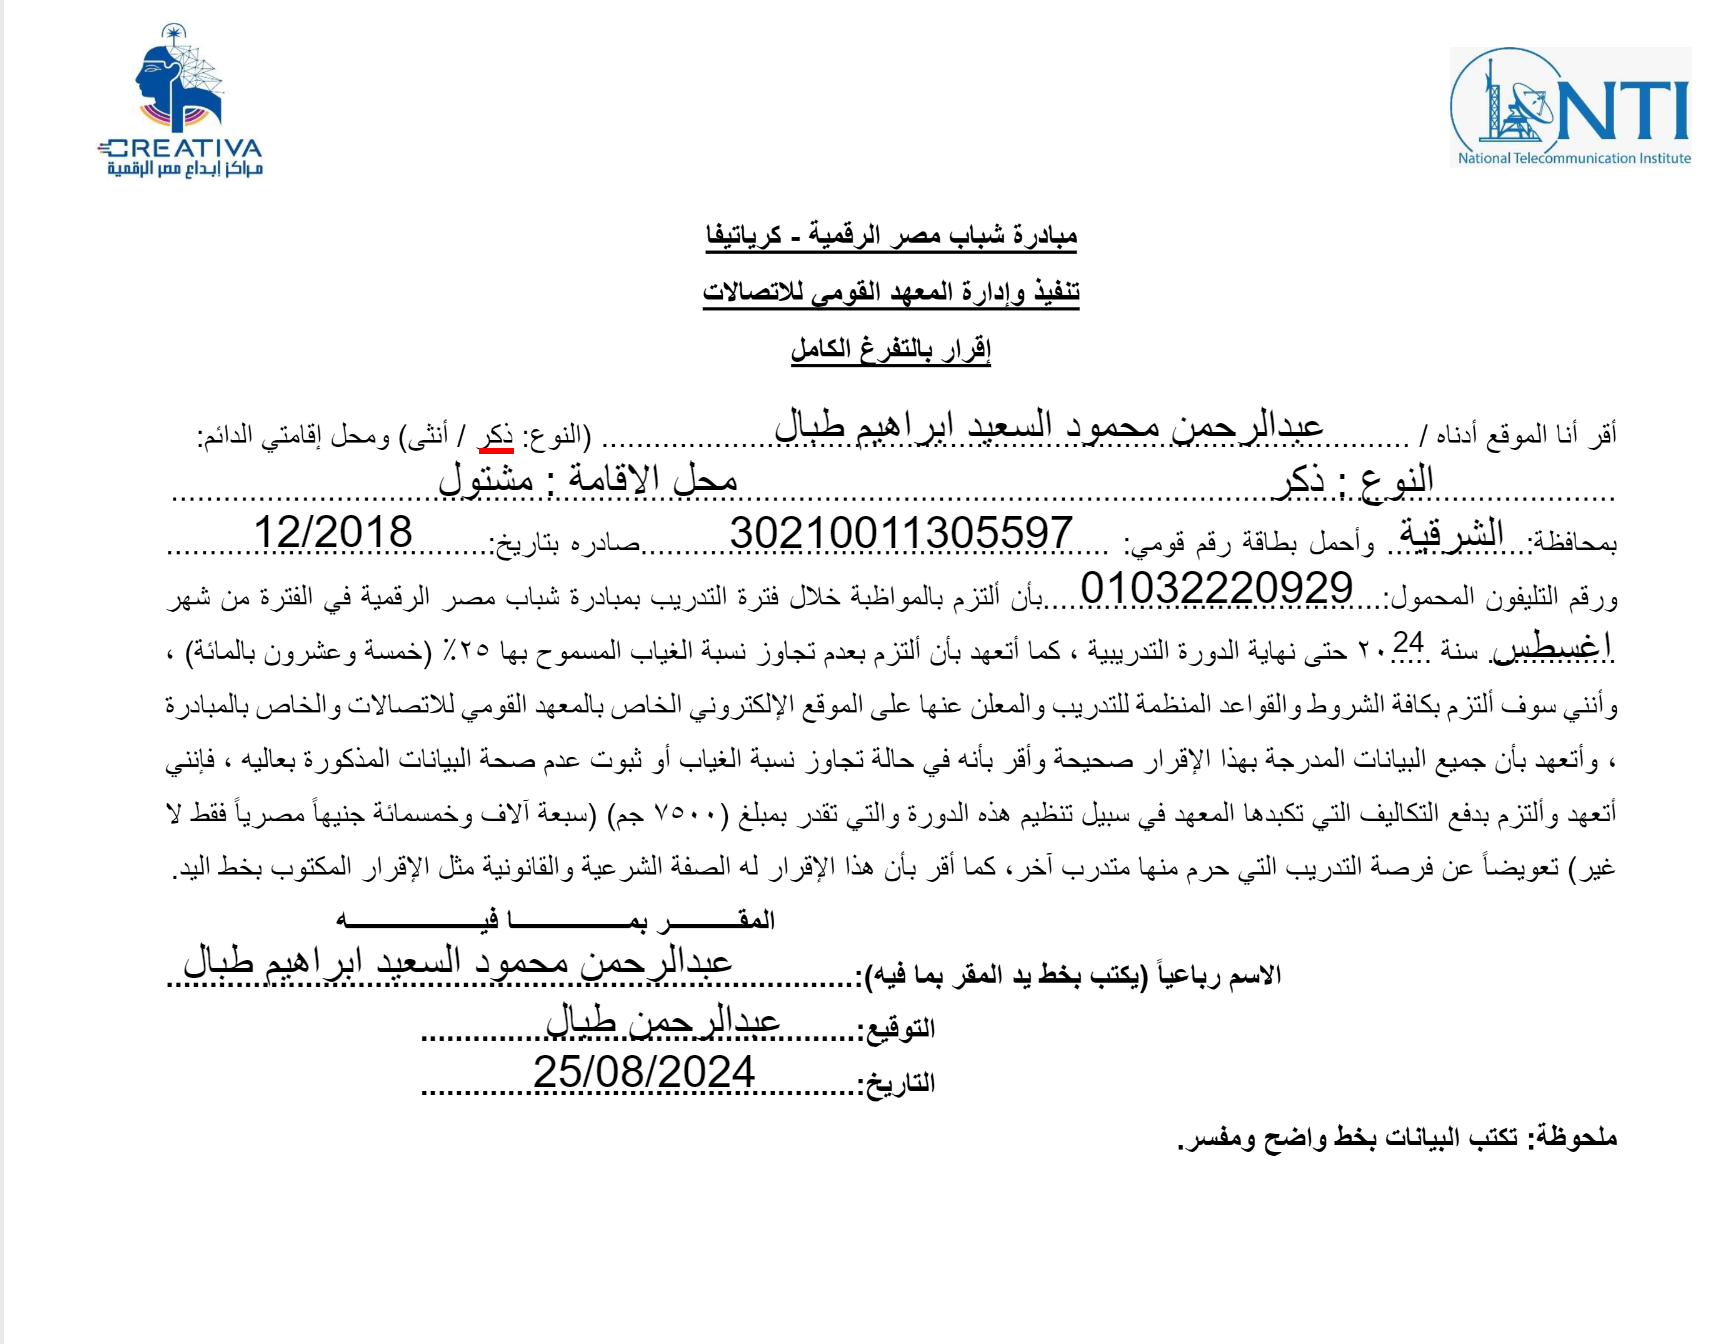 CREATIVA
مراكز إبداع مصر الرقمية
NTI
National Telecommunication Institute
مبادرة شباب مصر الرقمية - كرياتيفا
تنفيذ وإدارة المعهد القومي للاتصالات
إقرار بالتفرغ الكامل
أقر أنا الموقع أدناه / عبدالرحمن محمود السعيد ابراهيم طبال (النوع: ذكر / أنثى) ومحل إقامتي الدائم:
النوع : ذكر محل الاقامة : مشتول
بمحافظة: الشرقية وأحمل بطاقة رقم قومي: 30210011305597 صادره بتاريخ: 12/2018
ورقم التليفون المحمول: 01032220929 بأن ألتزم بالمواظبة خلال فترة التدريب بمبادرة شباب مصر الرقمية في الفترة من شهر
اغسطس سنة ٢٠24 حتى نهاية الدورة التدريبية ، كما أتعهد بأن ألتزم بعدم تجاوز نسبة الغياب المسموح بها ٢٥٪ (خمسة وعشرون بالمائة) ،
وأنني سوف ألتزم بكافة الشروط والقواعد المنظمة للتدريب والمعلن عنها على الموقع الإلكتروني الخاص بالمعهد القومي للاتصالات والخاص بالمبادرة
، وأتعهد بأن جميع البيانات المدرجة بهذا الإقرار صحيحة وأقر بأنه في حالة تجاوز نسبة الغياب أو ثبوت عدم صحة البيانات المذكورة بعاليه ، فإنني
أتعهد وألتزم بدفع التكاليف التي تكبدها المعهد في سبيل تنظيم هذه الدورة والتي تقدر بمبلغ (٧٥٠٠ جم) (سبعة آلاف وخمسمائة جنيهاً مصرياً فقط لا
غير) تعويضاً عن فرصة التدريب التي حرم منها متدرب آخر، كما أقر بأن هذا الإقرار له الصفة الشرعية والقانونية مثل الإقرار المكتوب بخط اليد.
المقـــــــر بمـــــــــــا فيـــــــــــــه
الاسم رباعياً (يكتب بخط يد المقر بما فيه): عبدالرحمن محمود السعيد ابراهيم طبال
التوقيع: عبدالرحمن طبال
التاريخ: 25/08/2024
ملحوظة: تكتب البيانات بخط واضح ومفسر.